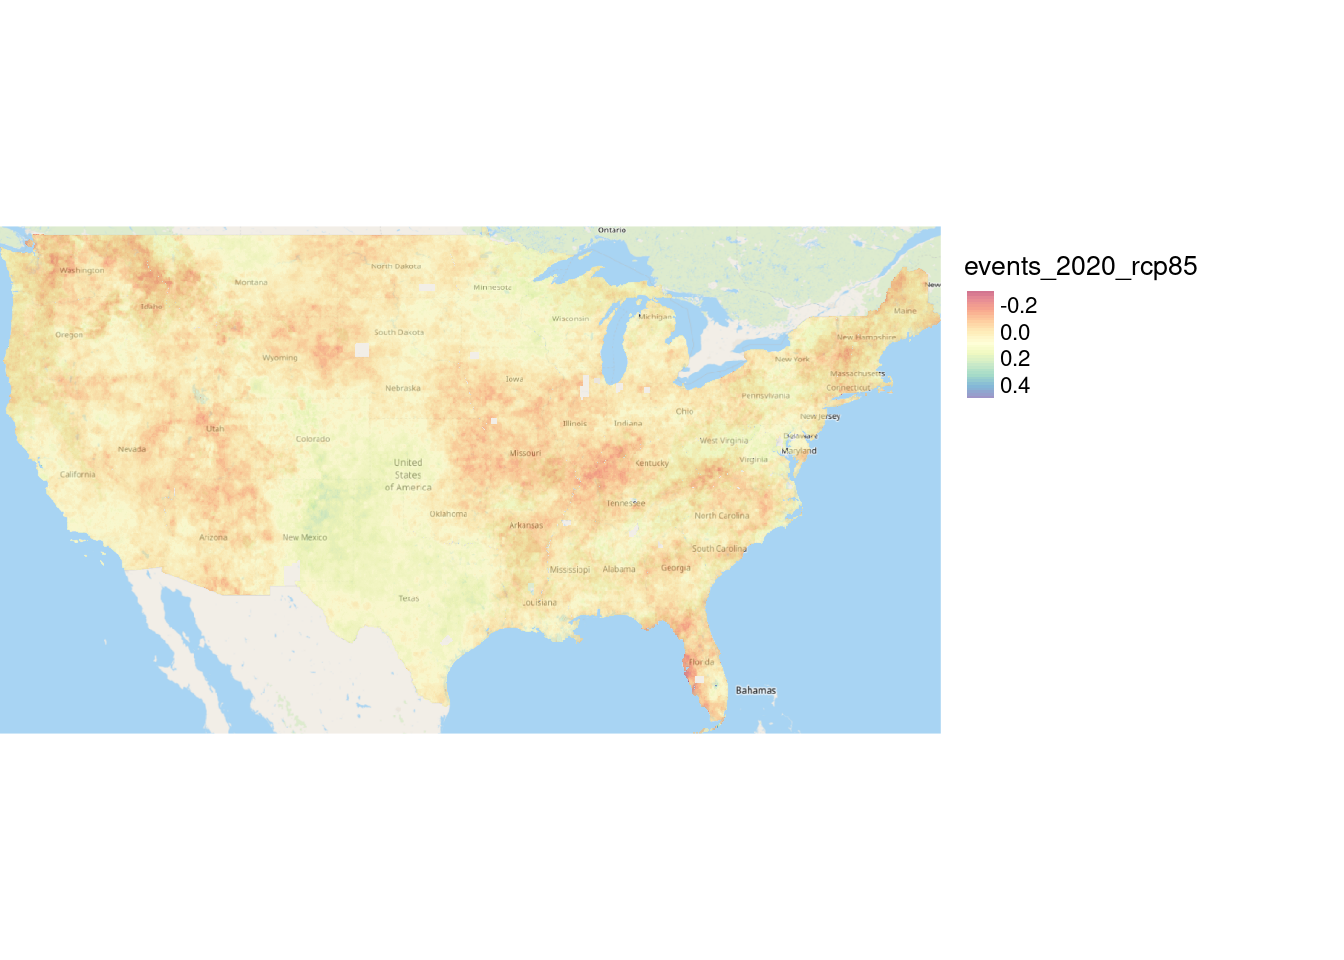 Ontario
events_2020_rcp85
Washington
North Dakota
Montana
Minnesota
New
-0.2
Idaho
Maine
Oregon
South Dakota
Wisconsin
Michigan
0.0
New Hampshire
Wyoming
New York
0.2
Iowa
Massachusetts
Nebraska
Connecticut
0.4
Pennsylvania
Ohio
New Jersey
Utah
Illinois
Indiana
Colorado
West Virginia
Delaware
Nevada
Missouri
Maryland
United
States
of America
Kentucky
Virginia
California
Tennessee
Oklahoma
North Carolina
Arkansas
Arizona
New Mexico
South Carolina
Mississippi
Alabama
Georgia
Texas
Louisiana
Florida
Bahamas